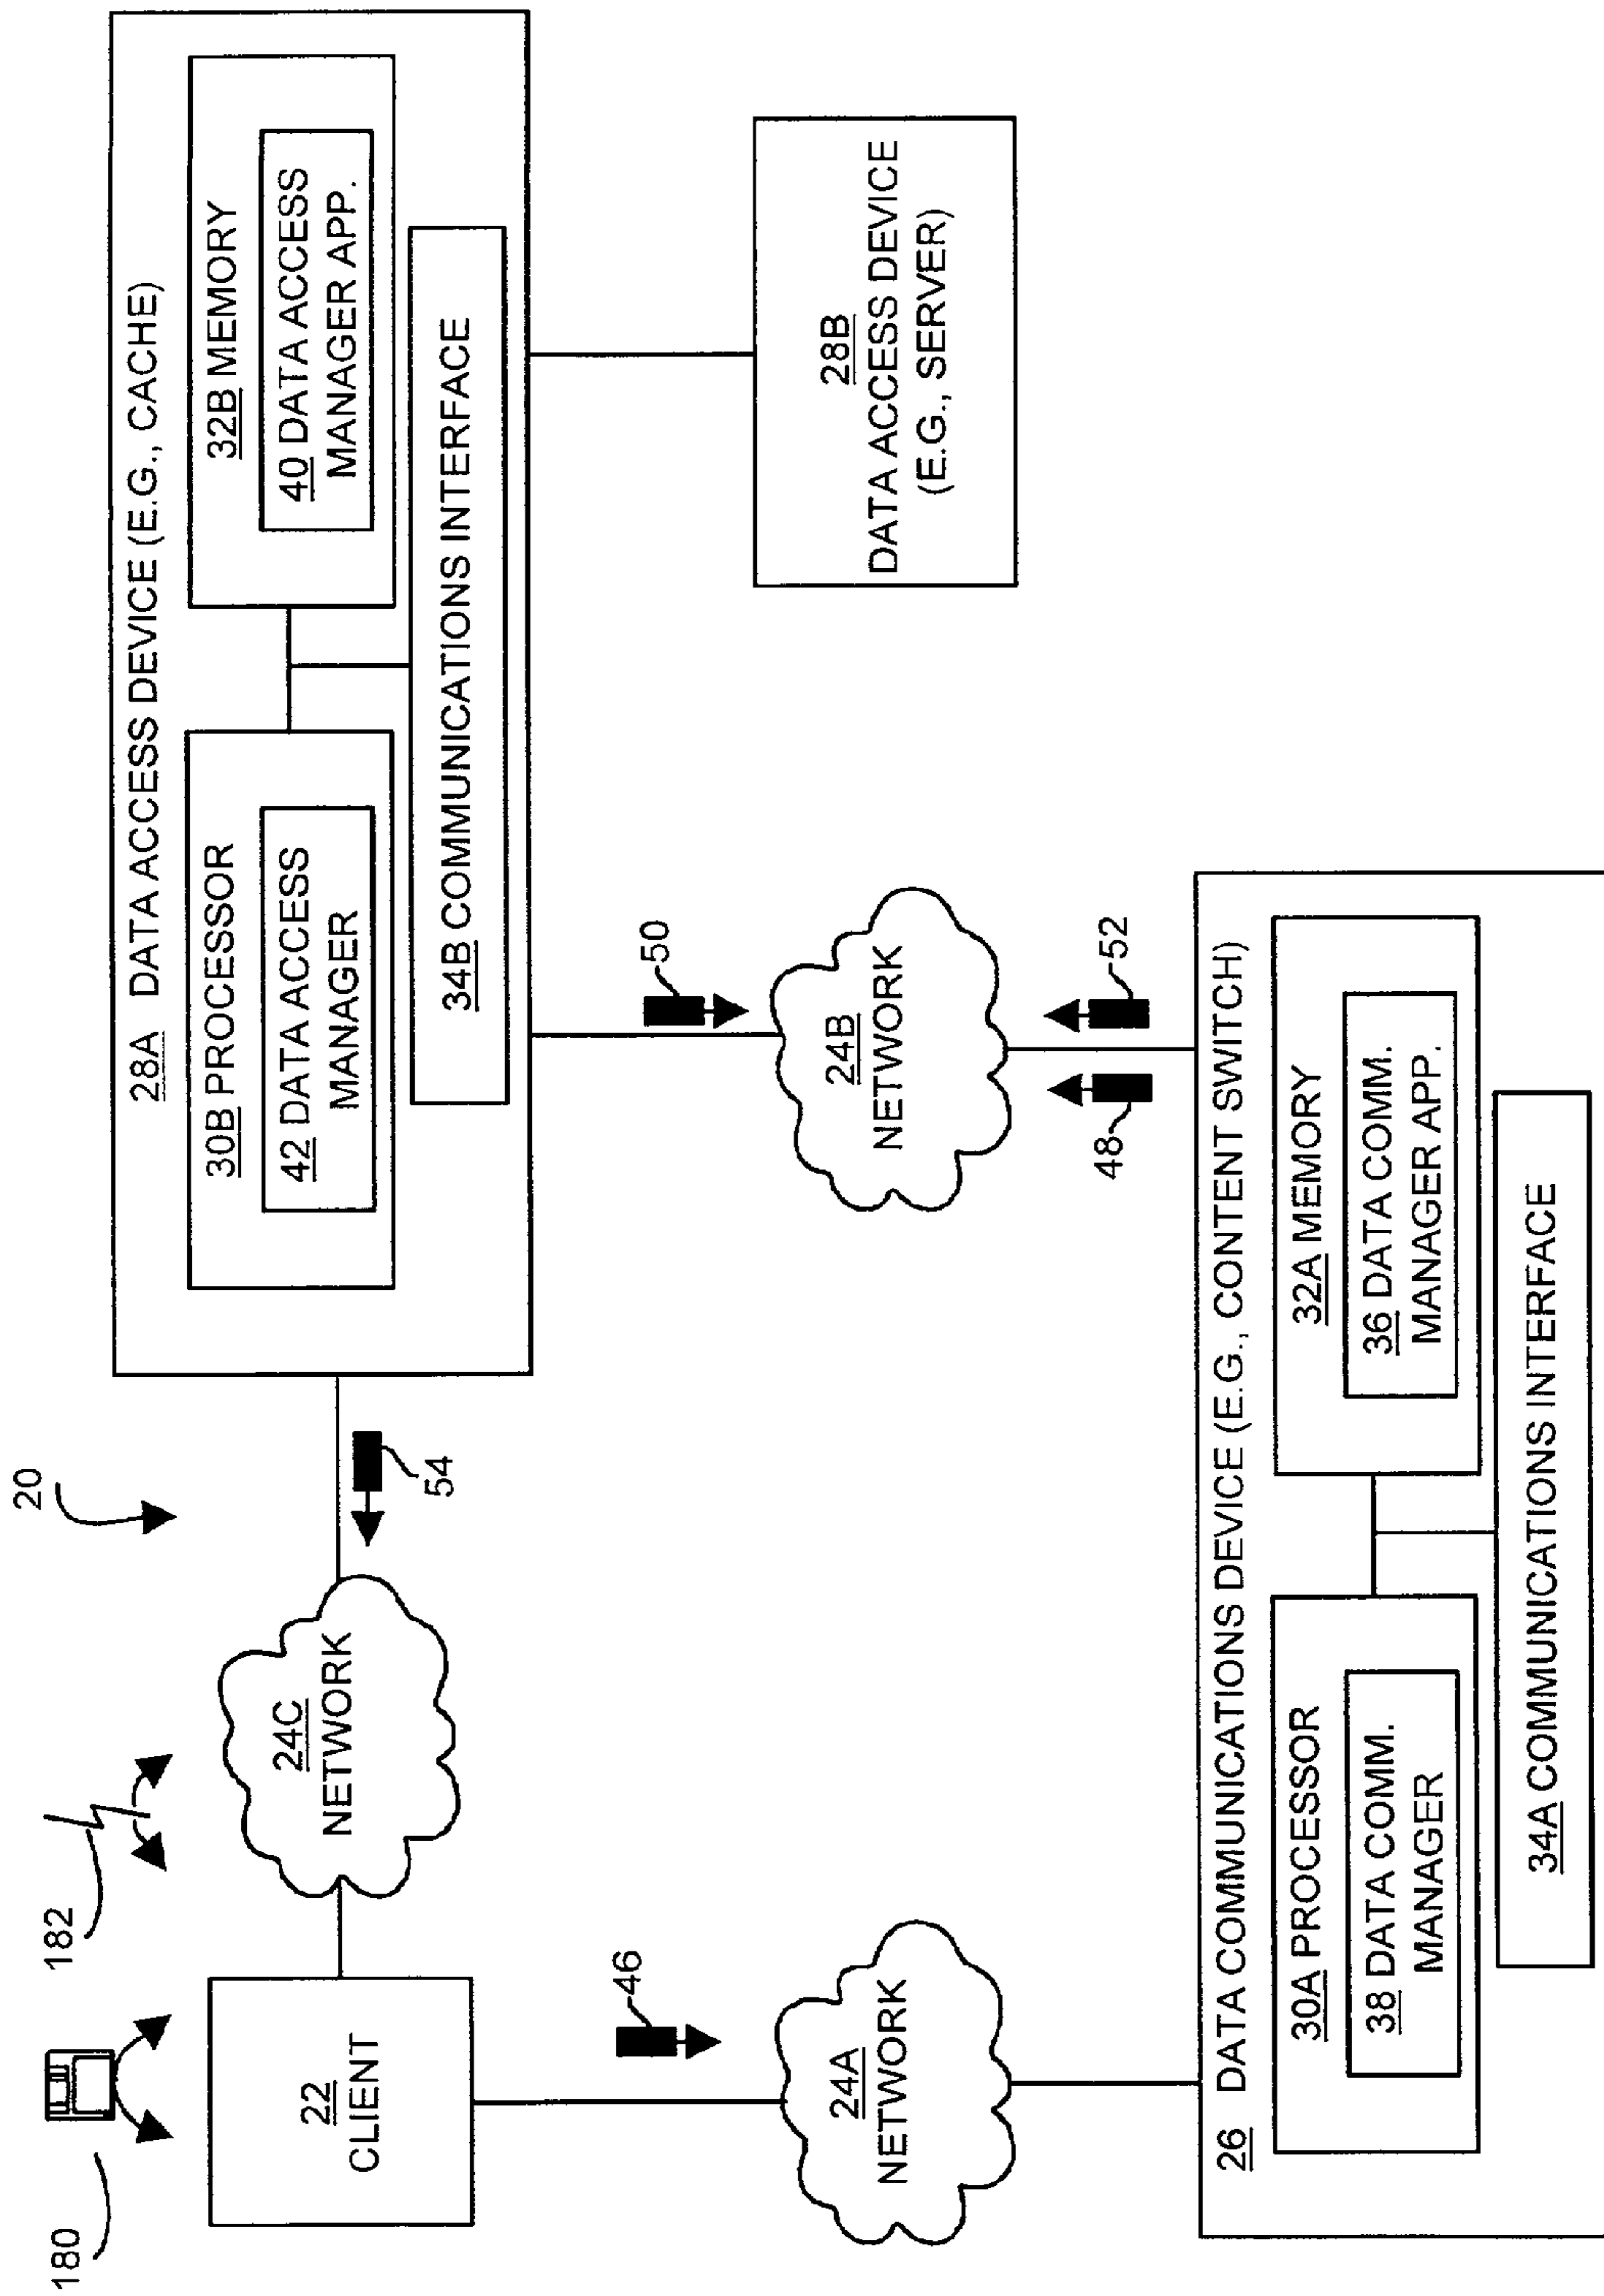 180
182
20
22
CLIENT
24C
NETWORK
54
28A DATA ACCESS DEVICE (E.G., CACHE)
30B PROCESSOR
42 DATA ACCESS
MANAGER
32B MEMORY
40 DATA ACCESS
MANAGER APP.
34B COMMUNICATIONS INTERFACE
46
24A
NETWORK
50
24B
NETWORK
48
52
28B
DATA ACCESS DEVICE
(E.G., SERVER)
26 DATA COMMUNICATIONS DEVICE (E.G., CONTENT SWITCH)
30A PROCESSOR
38 DATA COMM.
MANAGER
32A MEMORY
36 DATA COMM.
MANAGER APP.
34A COMMUNICATIONS INTERFACE